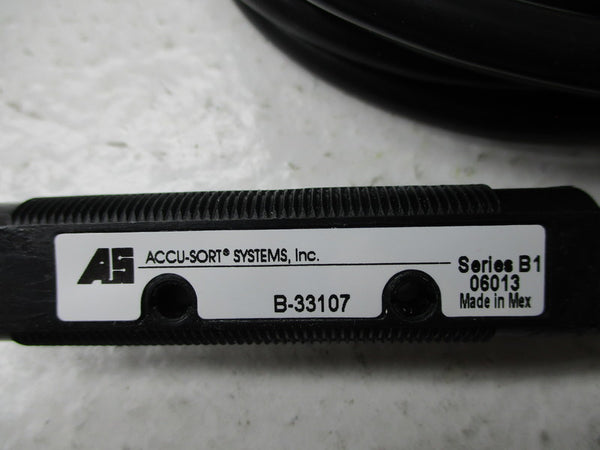 AS ACCU-SORT® SYSTEMS, Inc.
B-33107
Series B1
06013
Made in Mex